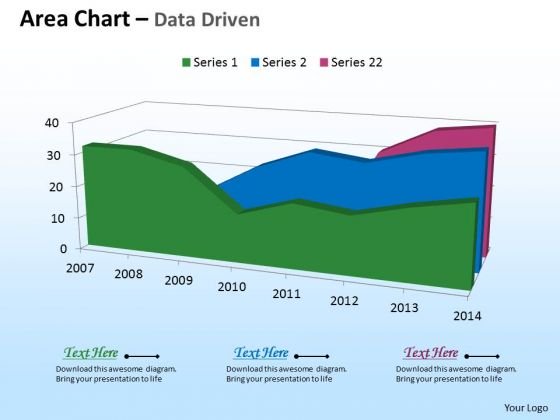 Area Chart – Data Driven
Series 1 Series 2 Series 22
40
30
20
10
0
2007 2008 2009 2010 2011 2012 2013 2014
Text Here Text Here Text Here
Download this awesome diagram. Download this awesome diagram. Download this awesome diagram.
Bring your presentation to life Bring your presentation to life Bring your presentation to life
Your Logo